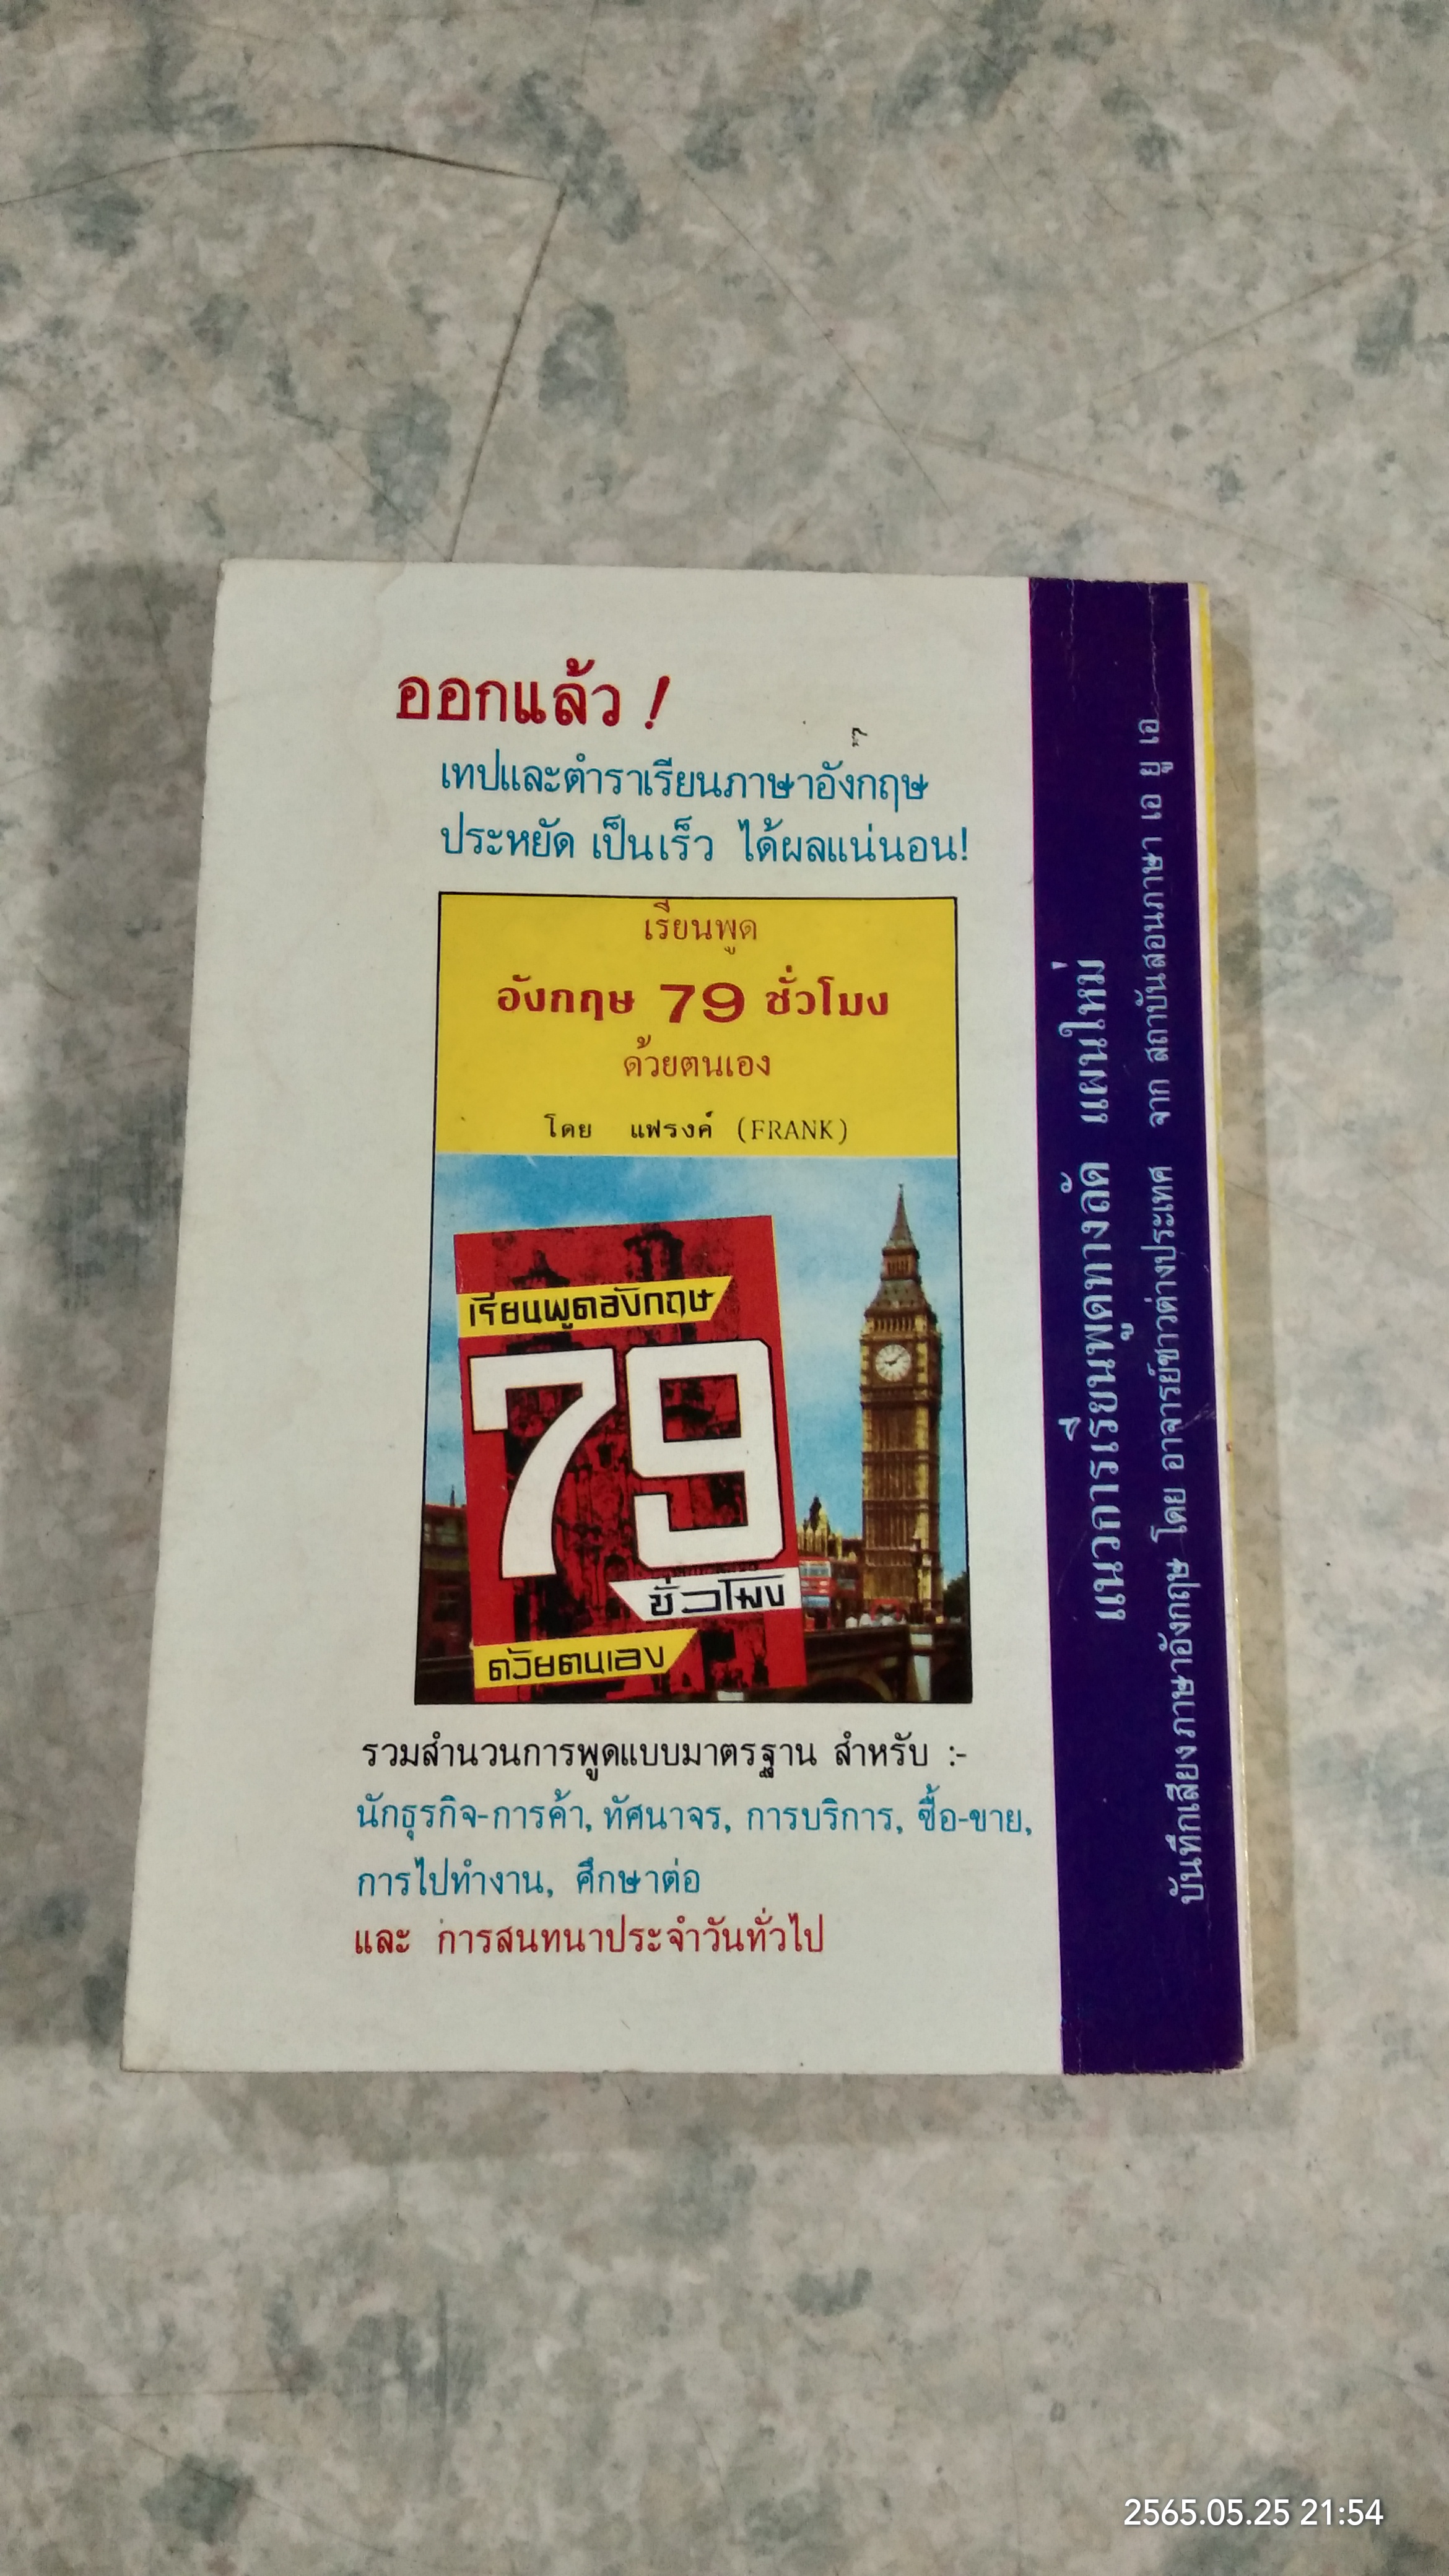 ออกแล้ว !
เทปและตำราเรียนภาษาอังกฤษ
ประหยัด เป็นเร็ว ได้ผลแน่นอน!
เรียนพูด
อังกฤษ 79 ชั่วโมง
ด้วยตนเอง
โดย แฟรงค์ (FRANK)
เรียนพูดอังกฤษ
79
ชั่วโมง
ด้วยตนเอง
รวมสำนวนการพูดแบบมาตรฐาน สำหรับ :-
นักธุรกิจ-การค้า, ทัศนาจร, การบริการ, ซื้อ-ขาย,
การไปทำงาน, ศึกษาต่อ
และ การสนทนาประจำวันทั่วไป
แนวการเรียนพูดทางลัด แผนใหม่
บันทึกเสียงภาษาอังกฤษ โดย อาจารย์ชาวต่างประเทศ จาก สถาบันสอนภาษา เอ ยู เอ
2565.05.25 21:54